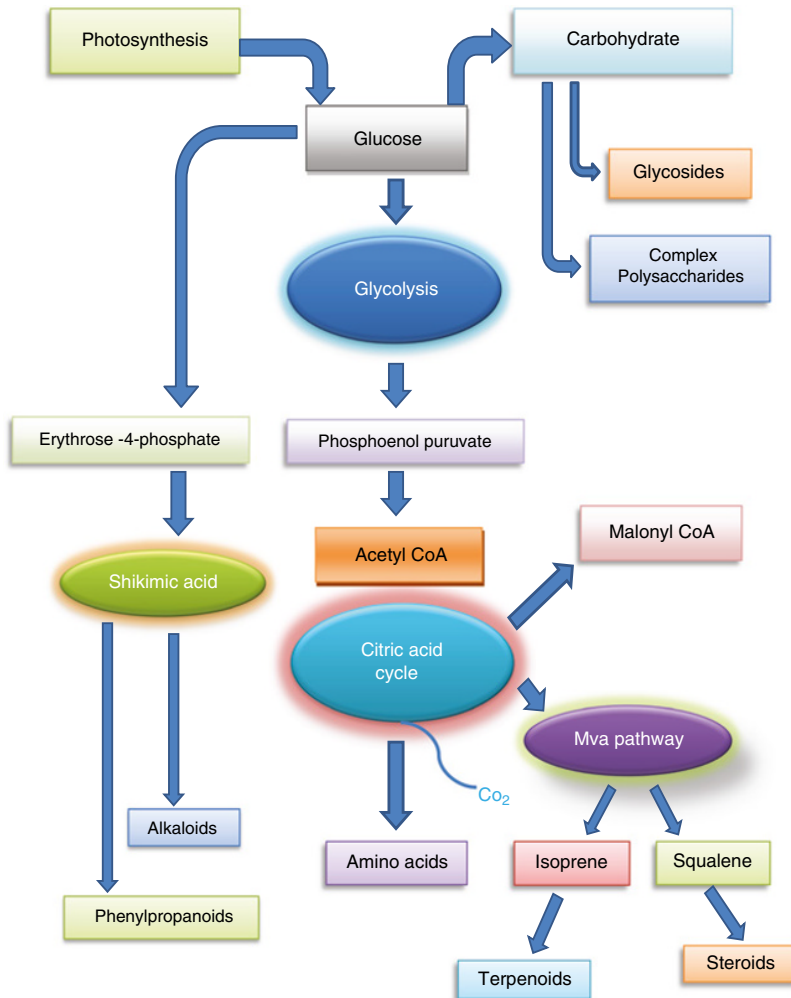 Photosynthesis
Carbohydrate
Glucose
Glycosides
Complex
Polysaccharides
Glycolysis
Erythrose -4-phosphate
Phosphoenol puruvate
Malonyl CoA
Acetyl CoA
Shikimic acid
Citric acid
cycle
Mva pathway
Co₂
Alkaloids
Amino acids
Isoprene
Squalene
Phenylpropanoids
Terpenoids
Steroids